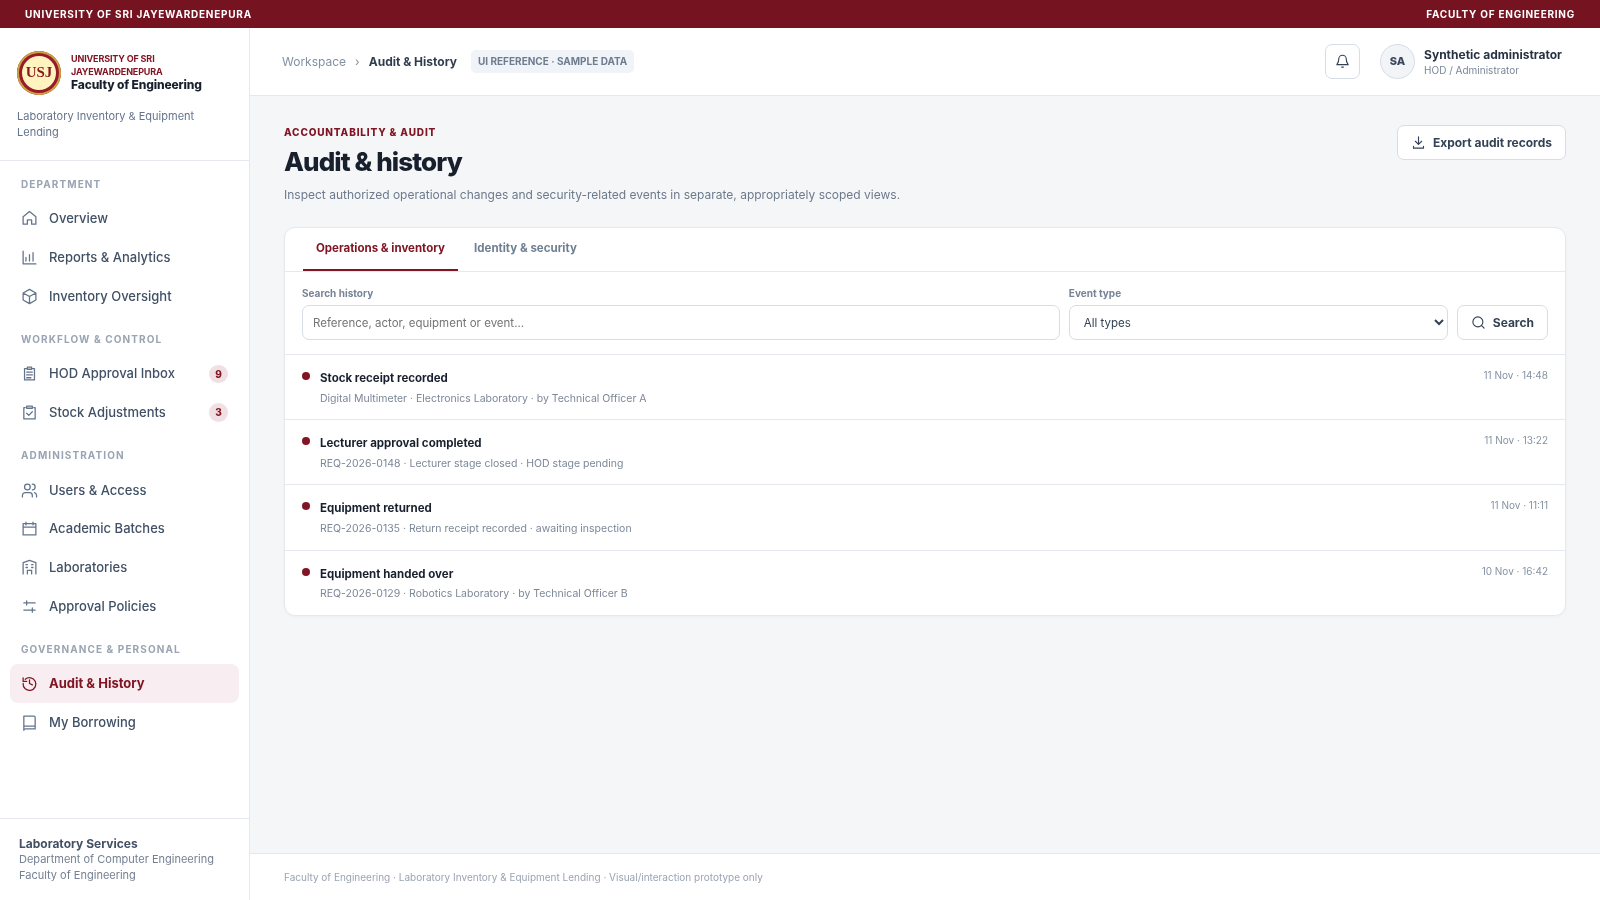 UNIVERSITY OF SRI JAYEWARDENEPURA
FACULTY OF ENGINEERING
USJ
UNIVERSITY OF SRI
JAYEWARDENEPURA
Faculty of Engineering
Laboratory Inventory & Equipment
Lending
DEPARTMENT
Overview
Reports & Analytics
Inventory Oversight
WORKFLOW & CONTROL
HOD Approval Inbox 9
Stock Adjustments 3
ADMINISTRATION
Users & Access
Academic Batches
Laboratories
Approval Policies
GOVERNANCE & PERSONAL
Audit & History
My Borrowing
Laboratory Services
Department of Computer Engineering
Faculty of Engineering
Workspace › Audit & History UI REFERENCE · SAMPLE DATA
SA
Synthetic administrator
HOD / Administrator
ACCOUNTABILITY & AUDIT
Audit & history
Inspect authorized operational changes and security-related events in separate, appropriately scoped views.
Export audit records
Operations & inventory Identity & security
Search history
Reference, actor, equipment or event...
Event type
All types
Search
Stock receipt recorded 11 Nov · 14:48
Digital Multimeter · Electronics Laboratory · by Technical Officer A
Lecturer approval completed 11 Nov · 13:22
REQ-2026-0148 · Lecturer stage closed · HOD stage pending
Equipment returned 11 Nov · 11:11
REQ-2026-0135 · Return receipt recorded · awaiting inspection
Equipment handed over 10 Nov · 16:42
REQ-2026-0129 · Robotics Laboratory · by Technical Officer B
Faculty of Engineering · Laboratory Inventory & Equipment Lending · Visual/interaction prototype only